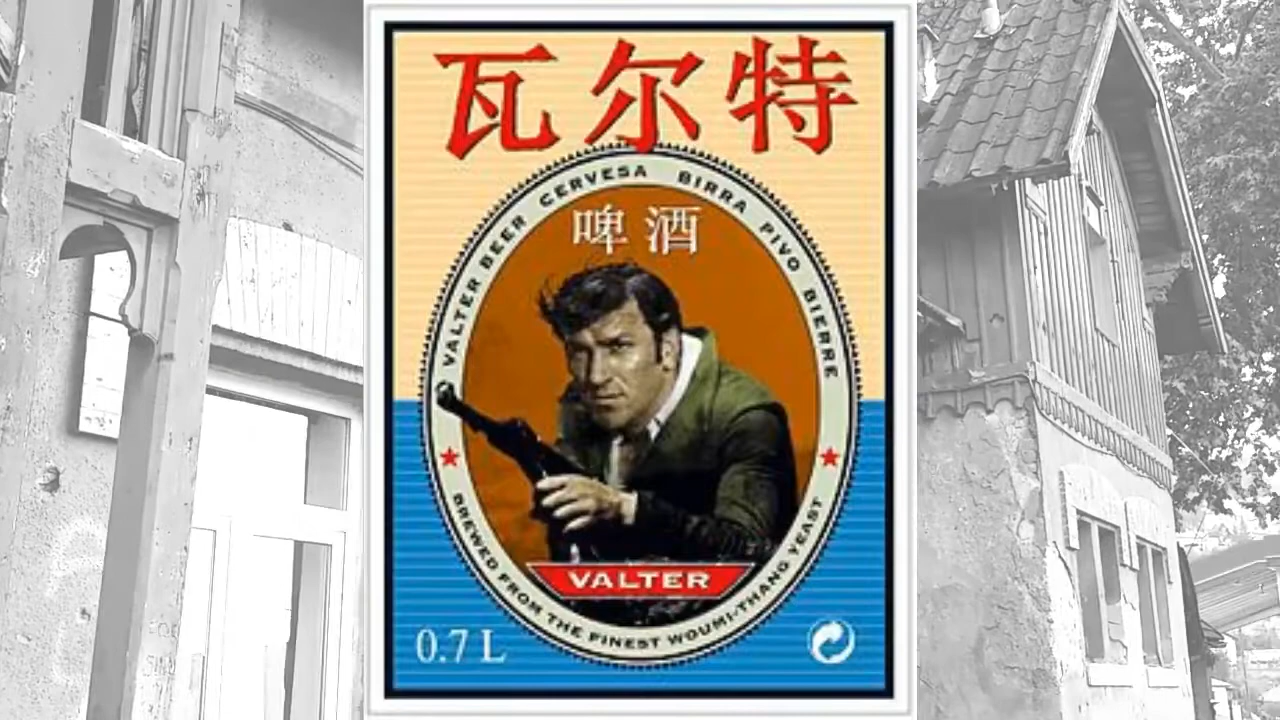 瓦尔特
VALTER BEER CERVESA BIRRA PIVO BIERRE
啤酒
VALTER
BREWED FROM THE FINEST WOUMI-THANG YEAST
0.7 L